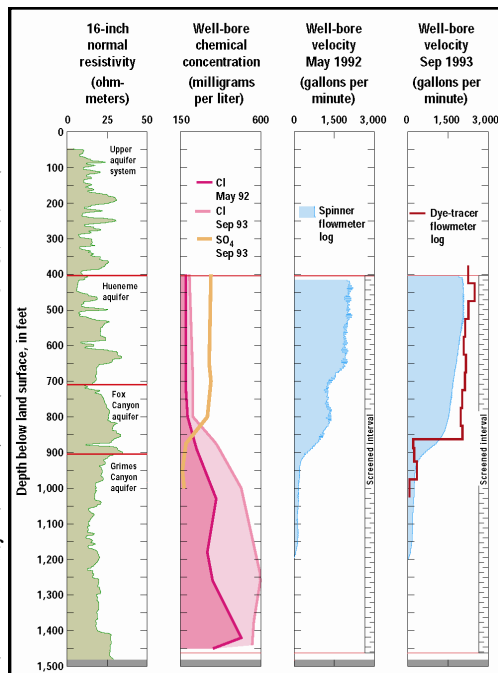 16-inch
normal
resistivity
(ohm-
meters)
0 25 50
Well-bore
chemical
concentration
(milligrams
per liter)
150 600
Well-bore
velocity
May 1992
(gallons per
minute)
0 1,500 3,000
Well-bore
velocity
Sep 1993
(gallons per
minute)
0 1,500 3,000
Depth below land surface, in feet
0
100
200
300
400
500
600
700
800
900
1,000
1,100
1,200
1,300
1,400
1,500
Upper
aquifer
system
Hueneme
aquifer
Fox
Canyon
aquifer
Grimes
Canyon
aquifer
Cl
May 92
Cl
Sep 93
SO4
Sep 93
Spinner
flowmeter
log
Screened interval
Dye-tracer
flowmeter
log
Screened interval